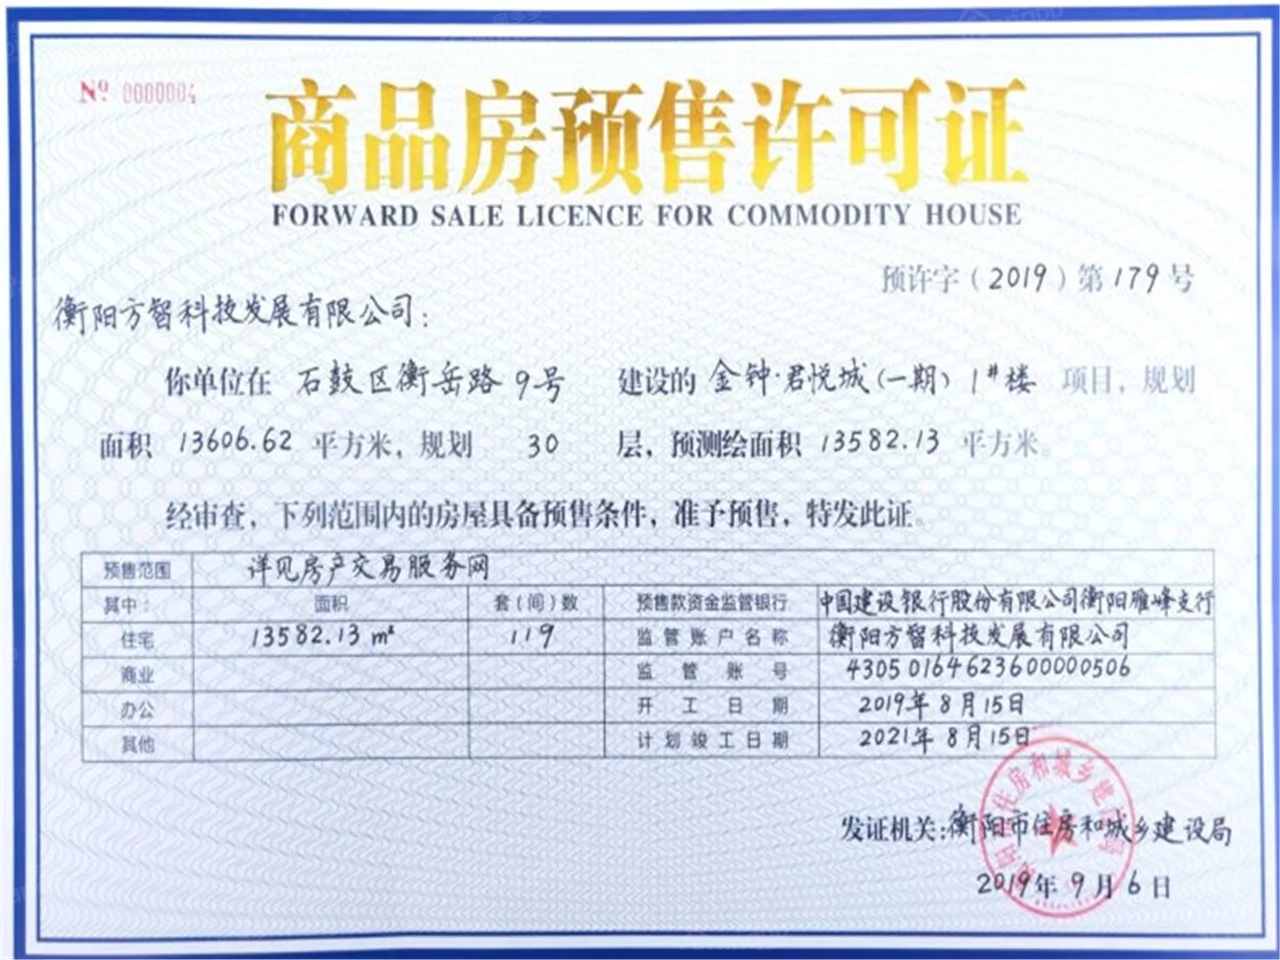 Nº 0000004
商品房预售许可证
FORWARD SALE LICENCE FOR COMMODITY HOUSE
预许字(2019)第179号
衡阳方智科技发展有限公司:
你单位在 石鼓区衡岳路9号 建设的 金钟·君悦城(一期)1#楼 项目,规划
面积 13606.62 平方米,规划 30 层,预测绘面积 13582.13 平方米。
经审查,下列范围内的房屋具备预售条件,准予预售,特发此证。
预售范围 详见房产交易服务网
其中: 面积 套(间)数 预售款资金监管银行 中国建设银行股份有限公司衡阳雁峰支行
住宅 13582.13㎡ 119 监管账户名称 衡阳方智科技发展有限公司
商业 监管账号 43050164623600000506
办公 开工日期 2019年8月15日
其他 计划竣工日期 2021年8月15日
发证机关:衡阳市住房和城乡建设局
2019年9月6日